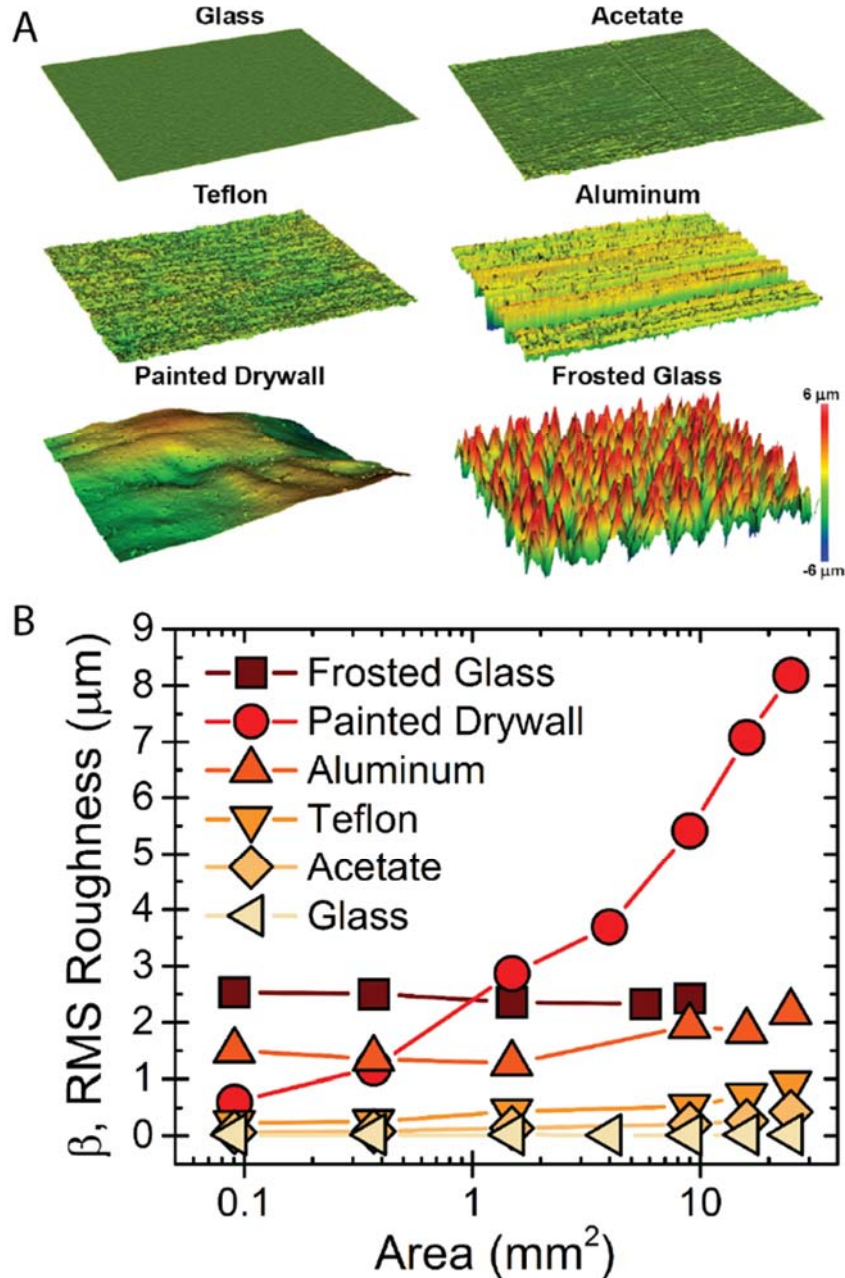 A
Glass
Acetate
Teflon
Aluminum
Painted Drywall
Frosted Glass
6 μm
-6 μm
B
β, RMS Roughness (μm)
9
8
7
6
5
4
3
2
1
0
Frosted Glass
Painted Drywall
Aluminum
Teflon
Acetate
Glass
0.1
1
10
Area (mm²)